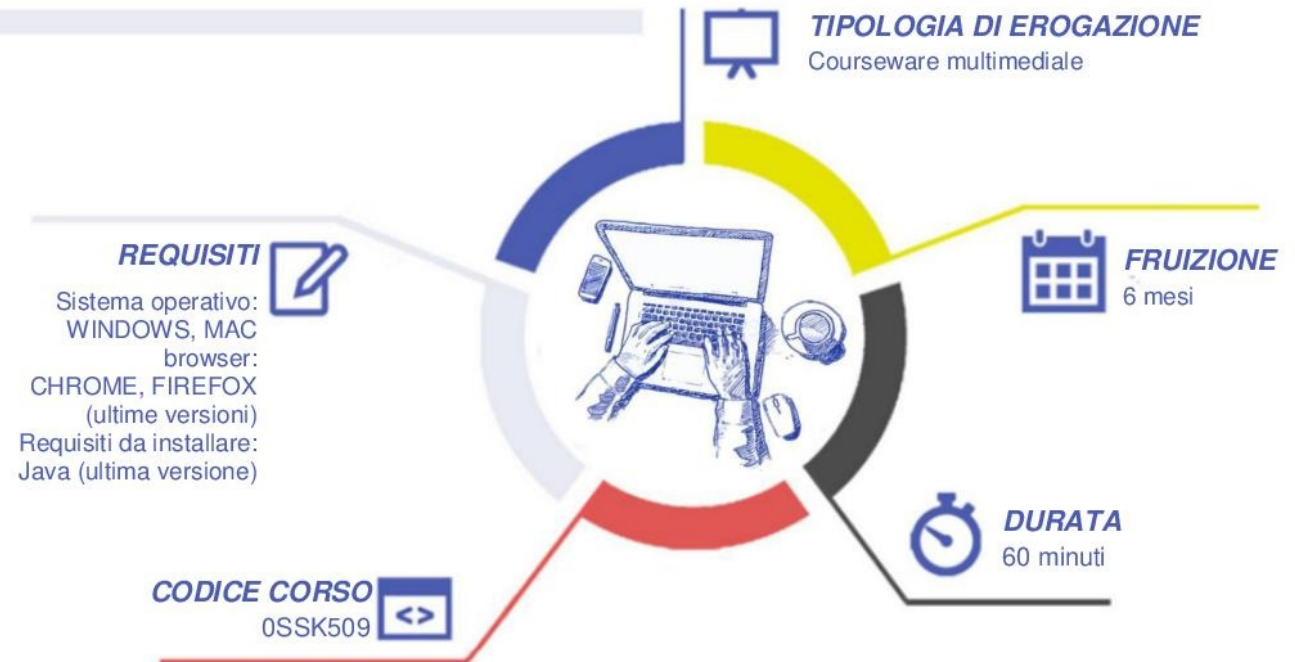 TIPOLOGIA DI EROGAZIONE
Courseware multimediale
REQUISITI
Sistema operativo:
WINDOWS, MAC
browser:
CHROME, FIREFOX
(ultime versioni)
Requisiti da installare:
Java (ultima versione)
FRUIZIONE
6 mesi
DURATA
60 minuti
CODICE CORSO
0SSK509
<>